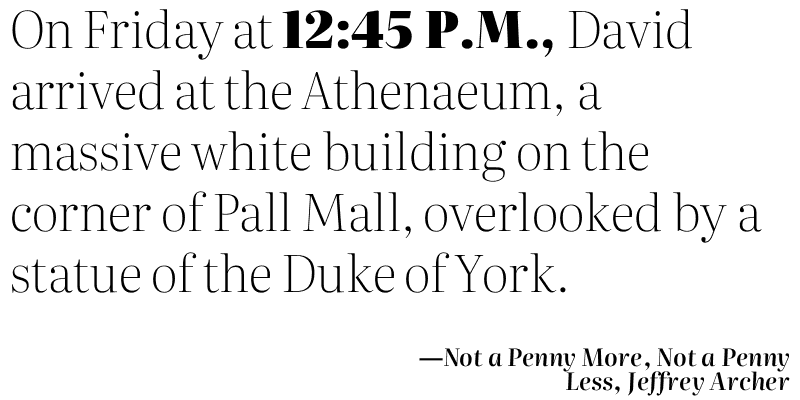 On Friday at 12:45 P.M., David
arrived at the Athenaeum, a
massive white building on the
corner of Pall Mall, overlooked by a
statue of the Duke of York.
—Not a Penny More, Not a Penny
Less, Jeffrey Archer